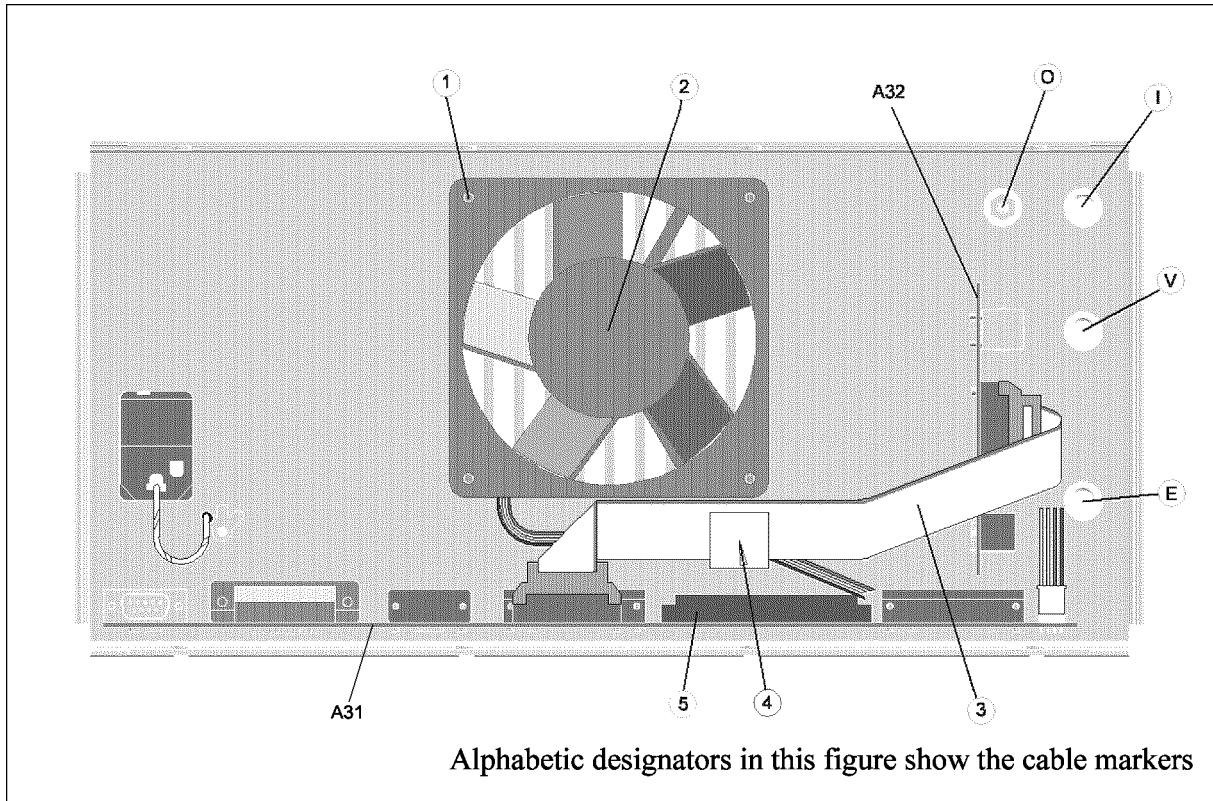 1
2
A32
O
I
V
E
A31
5
4
3
Alphabetic designators in this figure show the cable markers